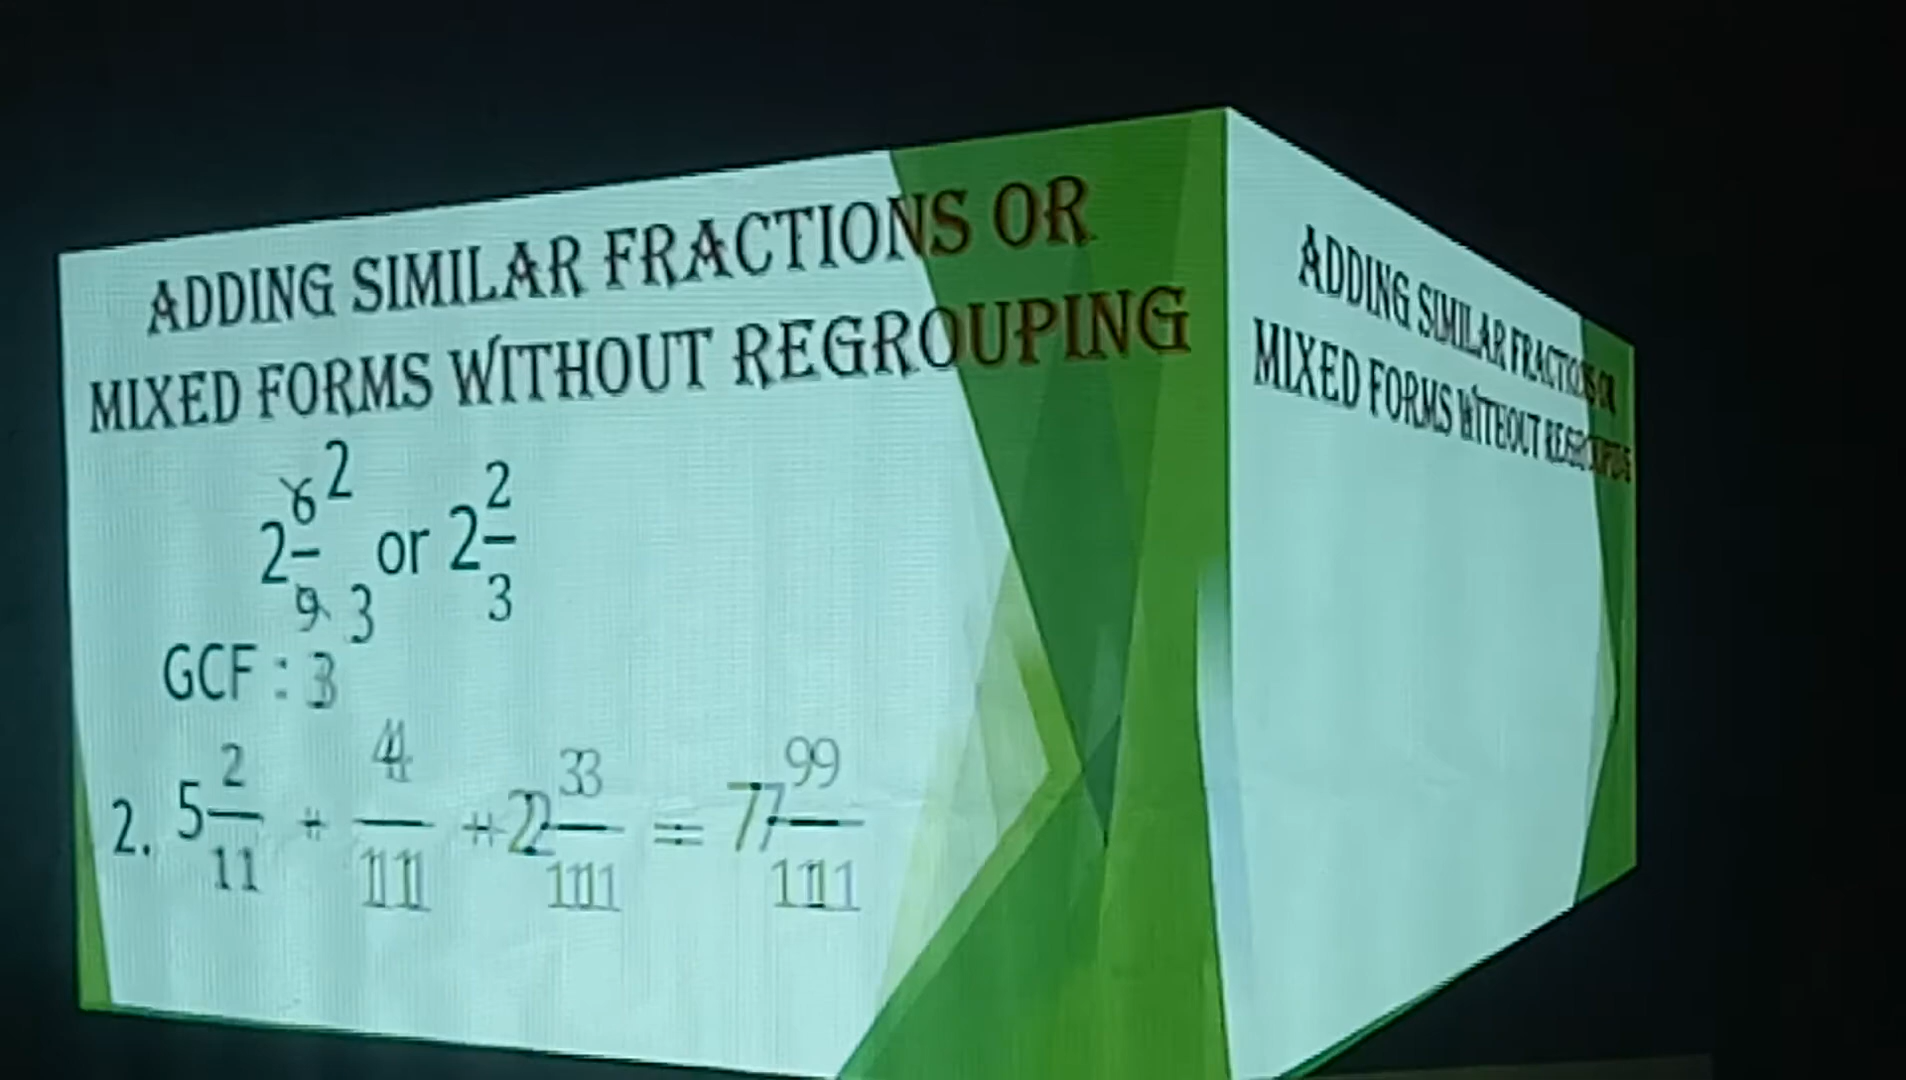 ADDING SIMILAR FRACTIONS OR
MIXED FORMS WITHOUT REGROUPING
2 6/9 2 3 or 2 2/3
GCF : 3
2. 5 2/11 + 4/11 + 2 3/11 = 7 9/11
ADDING SIMILAR FRACTIONS OR
MIXED FORMS WITHOUT REGROUPING